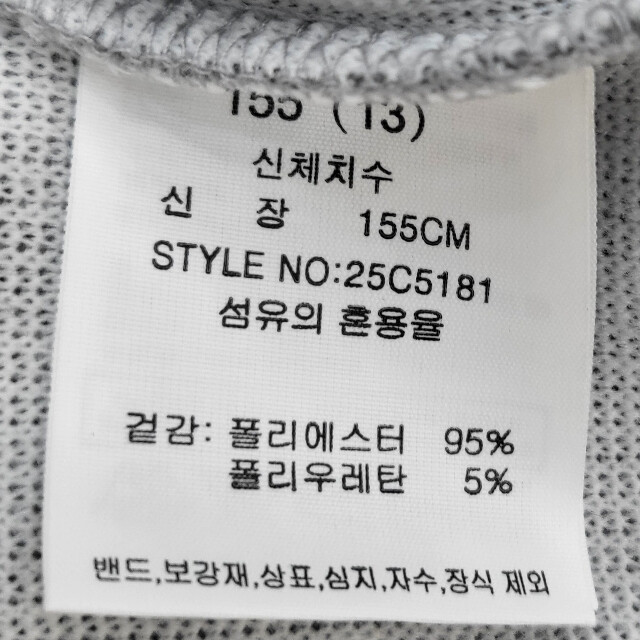 155 (13)
신체치수
신 장 155CM
STYLE NO:25C5181
섬유의 혼용율
겉감: 폴리에스터 95%
폴리우레탄 5%
밴드,보강재,상표,심지,자수,장식 제외